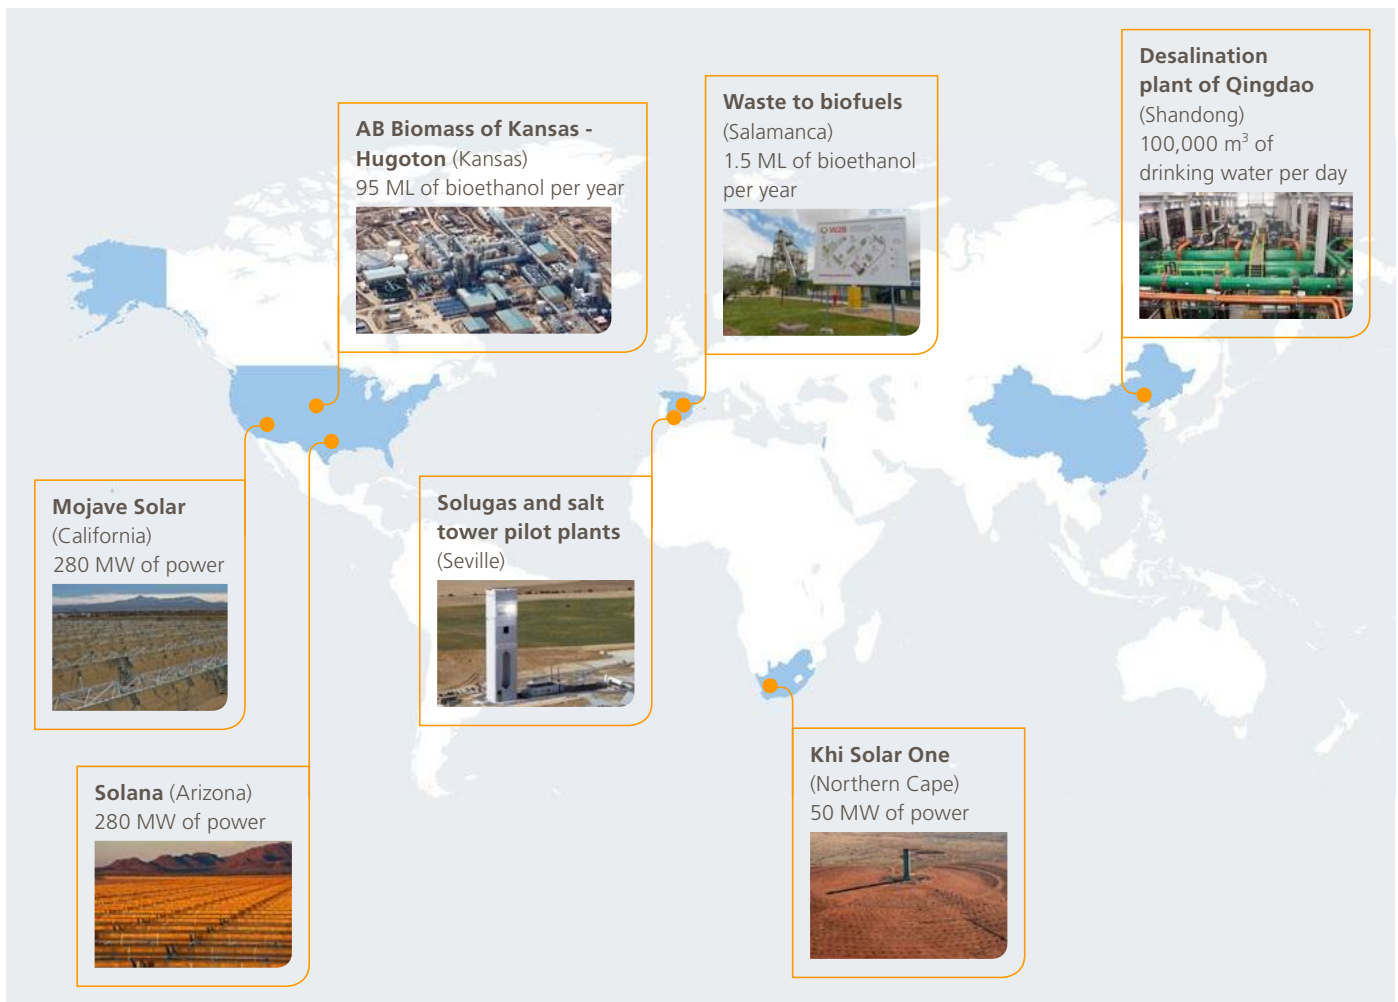 Desalination
plant of Qingdao
(Shandong)
100,000 m³ of
drinking water per day
Waste to biofuels
(Salamanca)
1.5 ML of bioethanol
per year
W2B
AB Biomass of Kansas -
Hugoton (Kansas)
95 ML of bioethanol per year
Mojave Solar
(California)
280 MW of power
Solugas and salt
tower pilot plants
(Seville)
Khi Solar One
(Northern Cape)
50 MW of power
Solana (Arizona)
280 MW of power